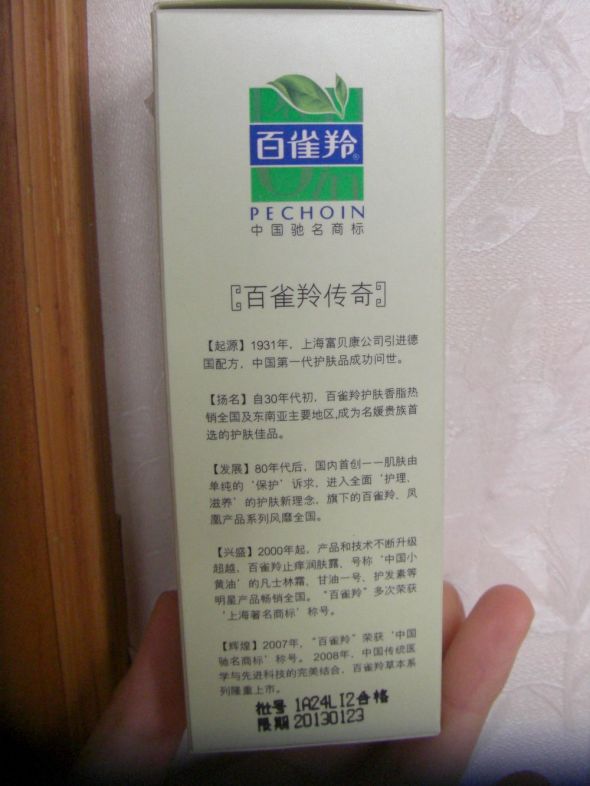 百雀羚®
PECHOIN
中国驰名商标
百雀羚传奇
【起源】1931年，上海富贝康公司引进德
国配方，中国第一代护肤品成功问世。
【扬名】自30年代初，百雀羚护肤香脂热
销全国及东南亚主要地区,成为名媛贵族首
选的护肤佳品。
【发展】80年代后，国内首创——肌肤由
单纯的‘保护’诉求，进入全面‘护理、
滋养’的护肤新理念，旗下的百雀羚、凤
凰产品系列风靡全国。
【兴盛】2000年起，产品和技术不断升级
超越，百雀羚止痒润肤露、号称‘中国小
黄油’的凡士林霜，甘油一号、护发素等
明星产品畅销全国。“百雀羚”多次荣获
‘上海著名商标’称号。
【辉煌】2007年，“百雀羚”荣获‘中国
驰名商标’称号。2008年，中国传统医
学与先进科技的完美结合，百雀羚草本系
列隆重上市。
批号 1A24LI2合格
限期 20130123